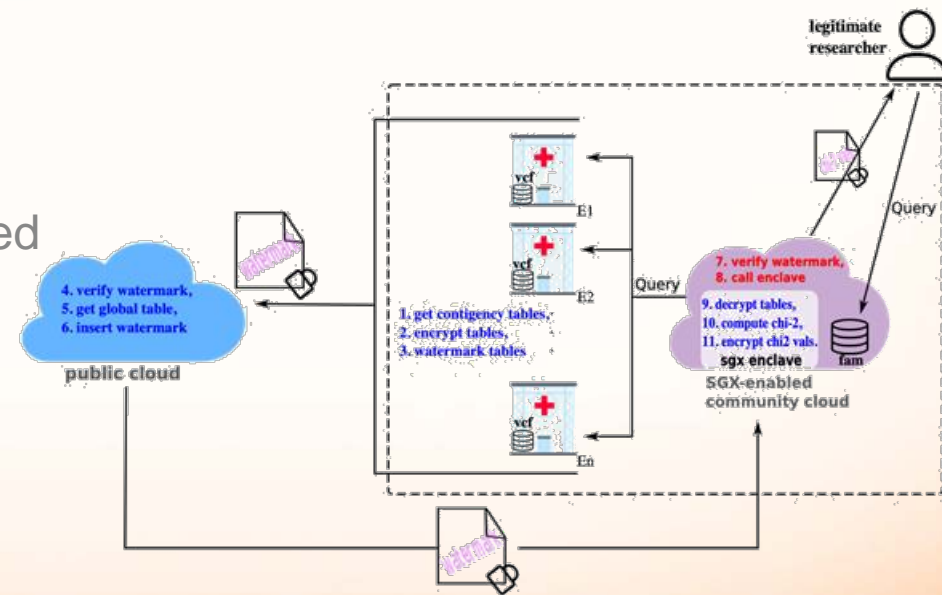 legitimate
researcher
ed
vcf
E1
Query
Watermark
4. verify watermark,
5. get global table,
6. insert watermark
public cloud
vcf
E2
1. get contigency tables,
2. encrypt tables,
3. watermark tables
Query
7. verify watermark,
8. call enclave
9. decrypt tables,
10. compute chi-2,
11. encrypt chi2 vals.
sgx enclave
fam
SGX-enabled
community cloud
vcf
En
Watermark